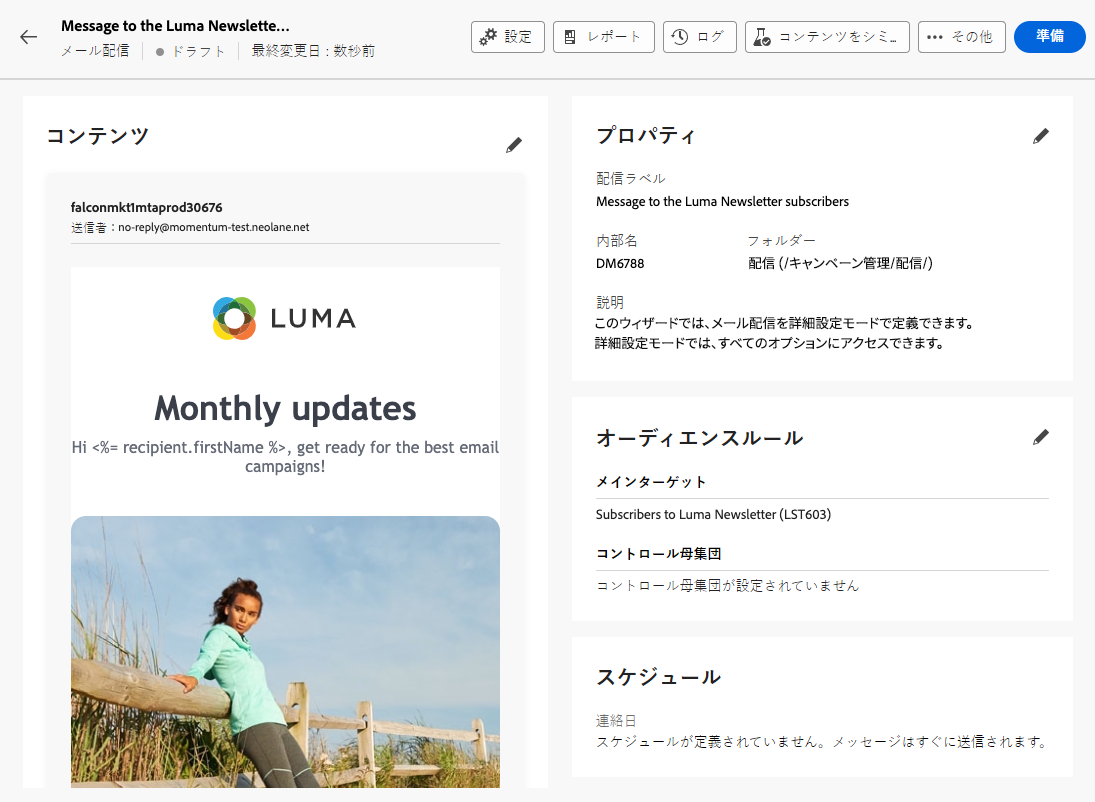 Message to the Luma Newslette...
メール配信
ドラフト
最終変更日 : 数秒前
設定
レポート
ログ
コンテンツをシミ...
その他
準備
コンテンツ
falconmkt1mtaprod30676
送信者 : no-reply@momentum-test.neolane.net
LUMA
Monthly updates
Hi <%= recipient.firstName %>, get ready for the best email
campaigns!
プロパティ
配信ラベル
Message to the Luma Newsletter subscribers
内部名
フォルダー
DM6788
配信 (/キャンペーン管理/配信/)
説明
このウィザードでは、メール配信を詳細設定モードで定義できます。
詳細設定モードでは、すべてのオプションにアクセスできます。
オーディエンスルール
メインターゲット
Subscribers to Luma Newsletter (LST603)
コントロール母集団
コントロール母集団が設定されていません
スケジュール
連絡日
スケジュールが定義されていません。メッセージはすぐに送信されます。